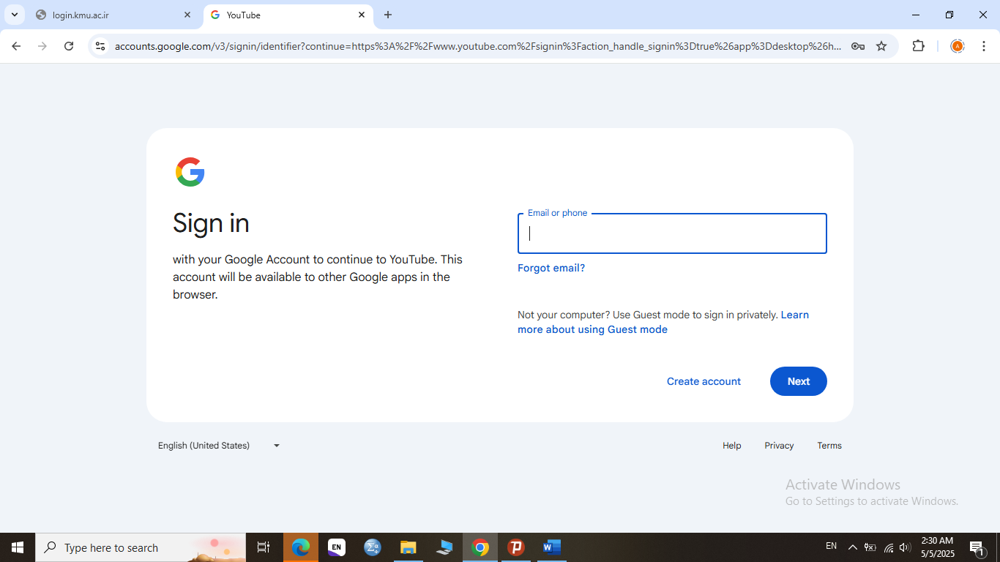 login.kmu.ac.ir
YouTube
accounts.google.com/v3/signin/identifier?continue=https%3A%2F%2Fwww.youtube.com%2Fsignin%3Faction_handle_signin%3Dtrue%26app%3Ddesktop%26h...
A
Sign in
with your Google Account to continue to YouTube. This
account will be available to other Google apps in the
browser.
Email or phone
Forgot email?
Not your computer? Use Guest mode to sign in privately. Learn
more about using Guest mode
Create account
Next
English (United States)
Help
Privacy
Terms
Activate Windows
Go to Settings to activate Windows.
Type here to search
EN
Σα
P
W
EN
2:30 AM
5/5/2025
1